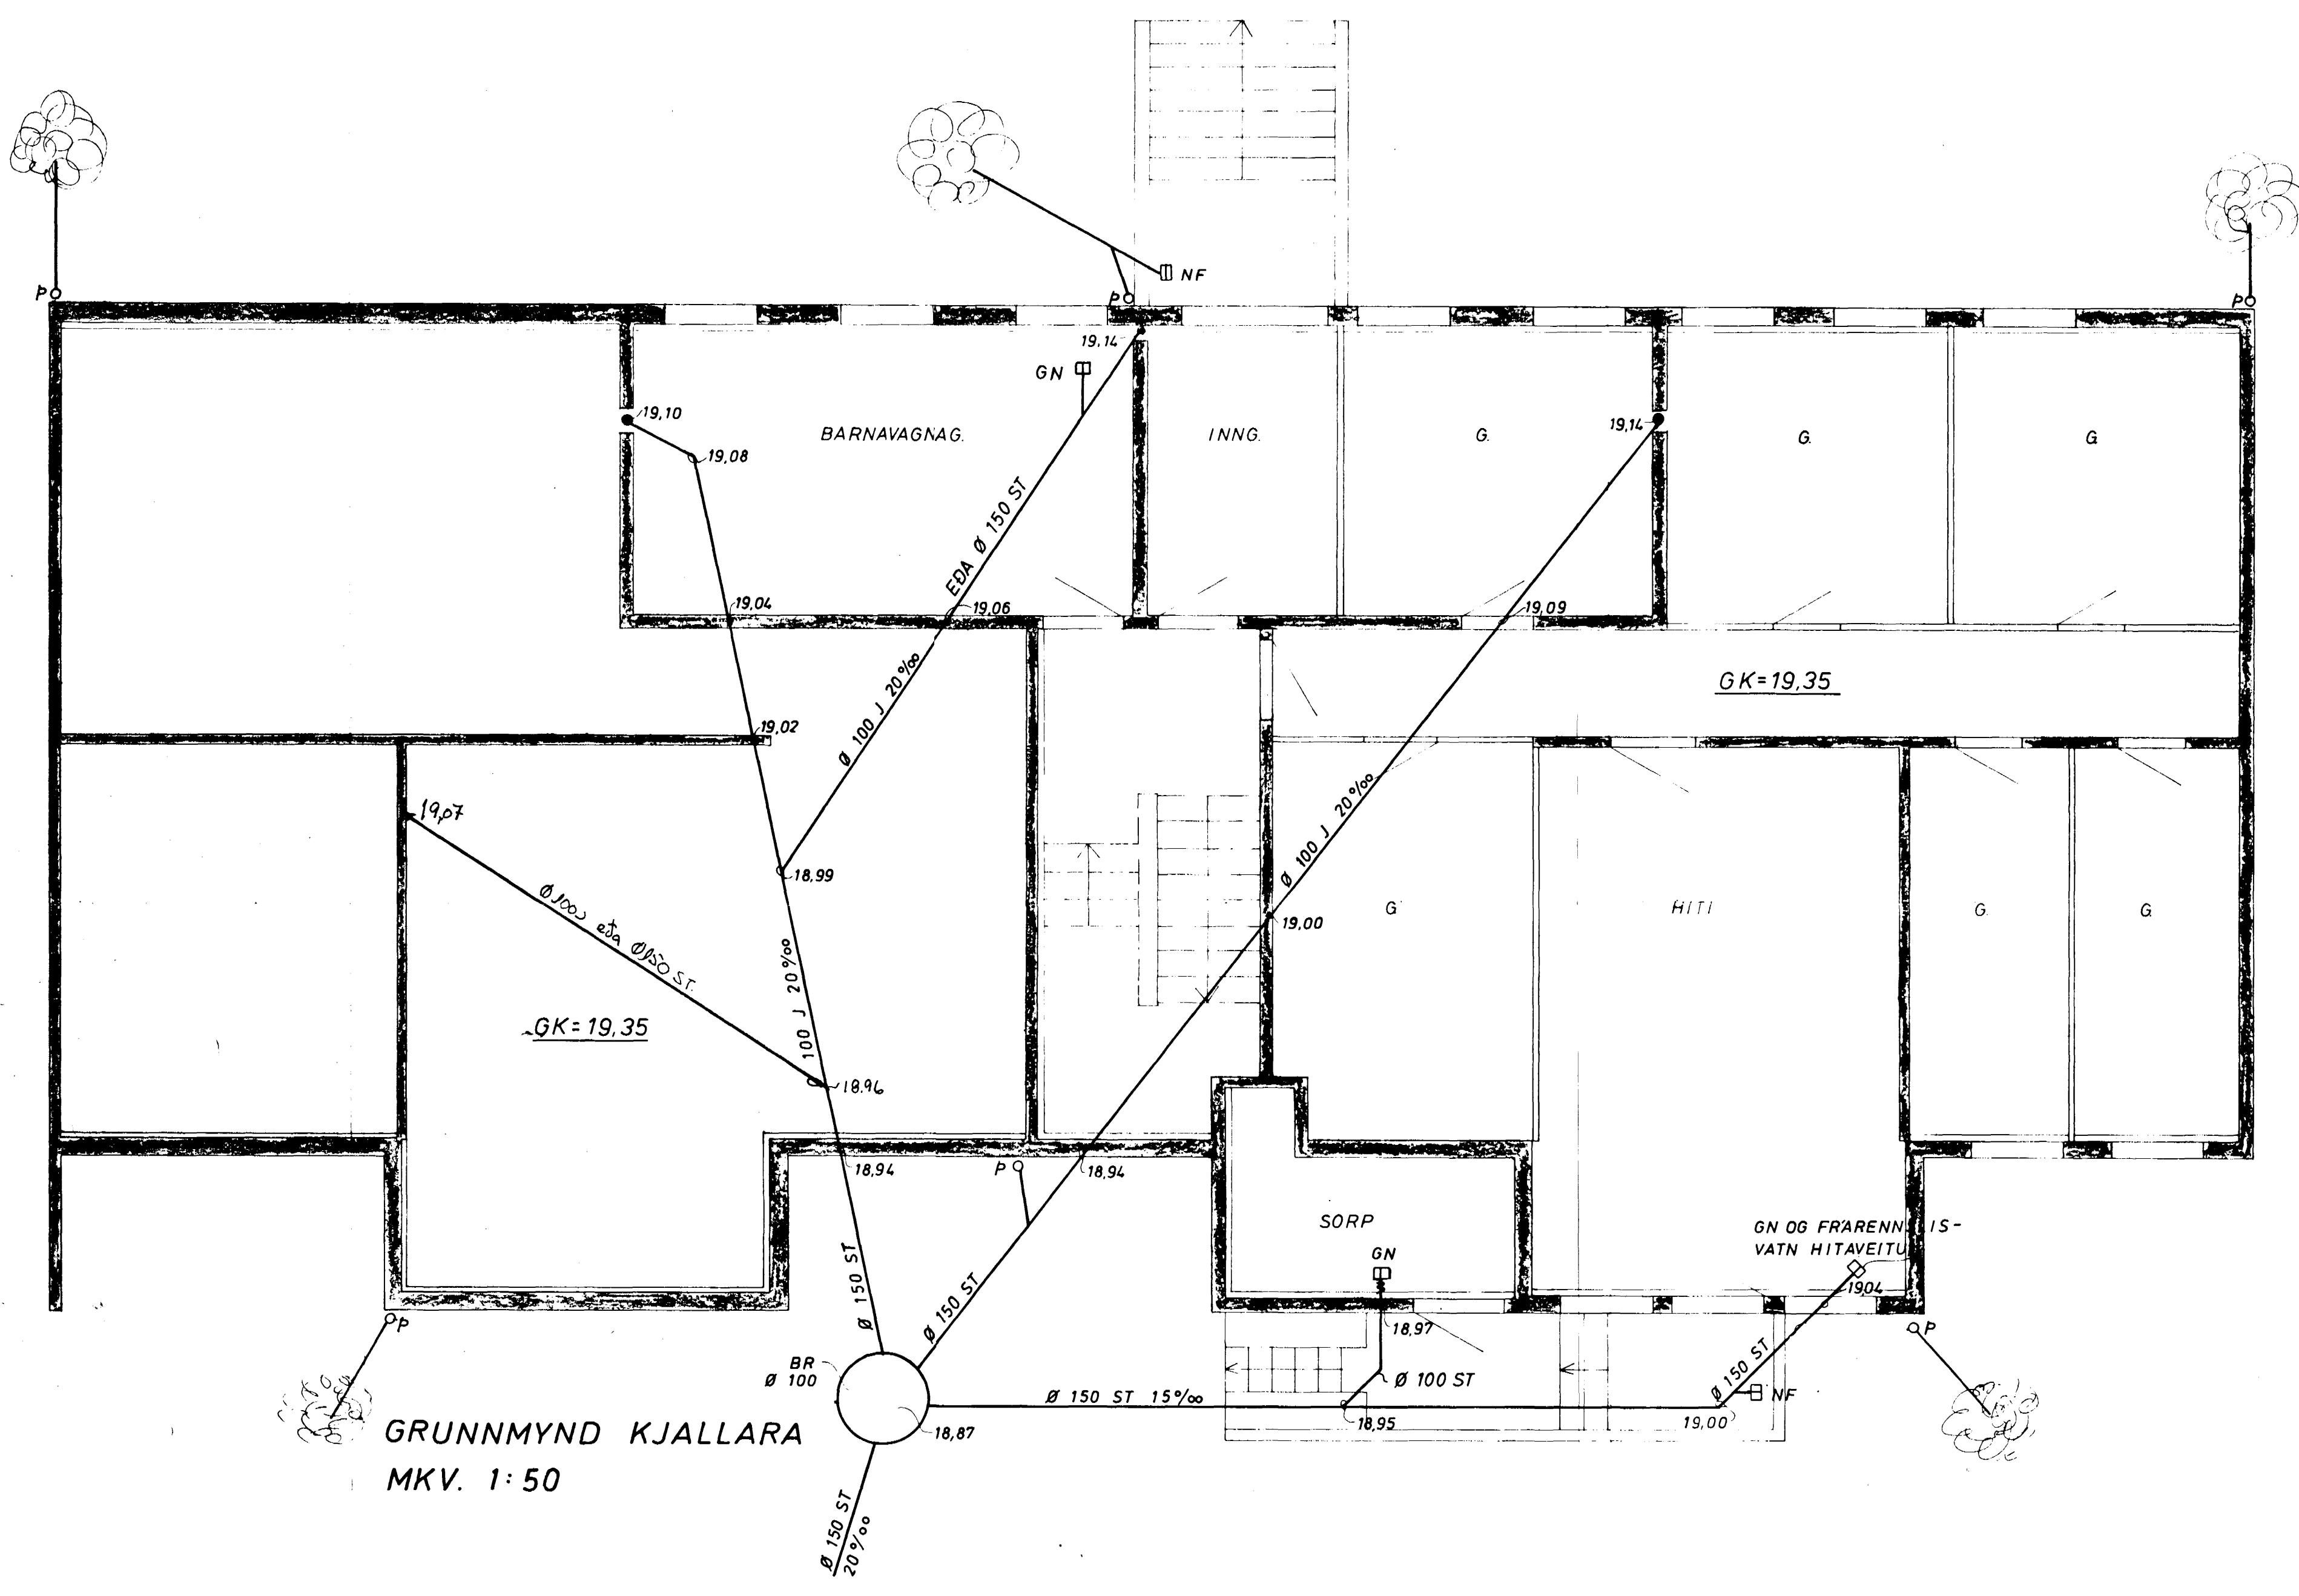 NF
P
P
P
19,14
GN
19,10
BARNAVAGNAG.
INNG.
G.
19,14
G.
G.
19,08
EÐA Ø 150 ST
19,04
19,06
19,09
GK=19,35
Ø 100 J 20‰
19,02
19,07
Ø 100 J 20‰
18,99
Ø100J eða Ø150 ST.
G
HITI
G.
G.
19,00
100 J 20‰
GK=19,35
18.96
18,94
P
18,94
SORP
GN
GN OG FRÁRENNSLIS-
VATN HITAVEITU
19,04
Ø 150 ST
Ø 150 ST
18,97
P
P
BR
Ø 100
Ø 100 ST
Ø 150 ST
NF
Ø 150 ST 15‰
18,95
19,00
18,87
GRUNNMYND KJALLARA
MKV. 1:50
Ø 150 ST
20‰